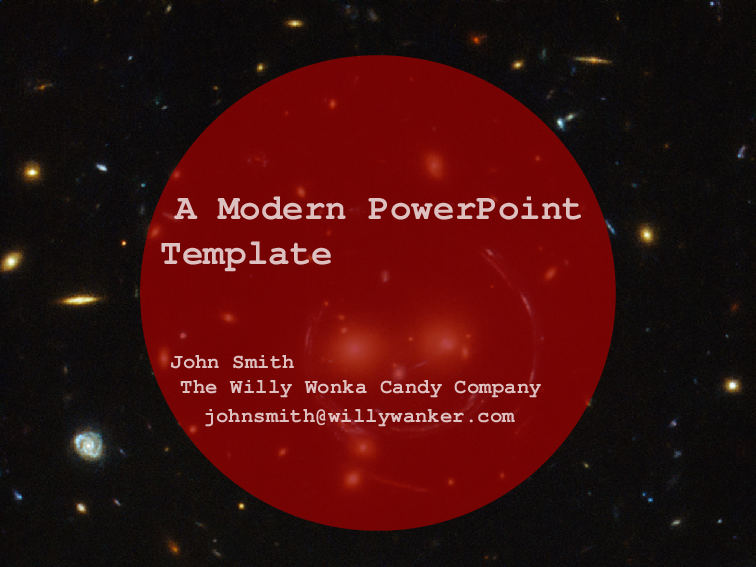 A Modern PowerPoint
Template
John Smith
The Willy Wonka Candy Company
johnsmith@willywanker.com